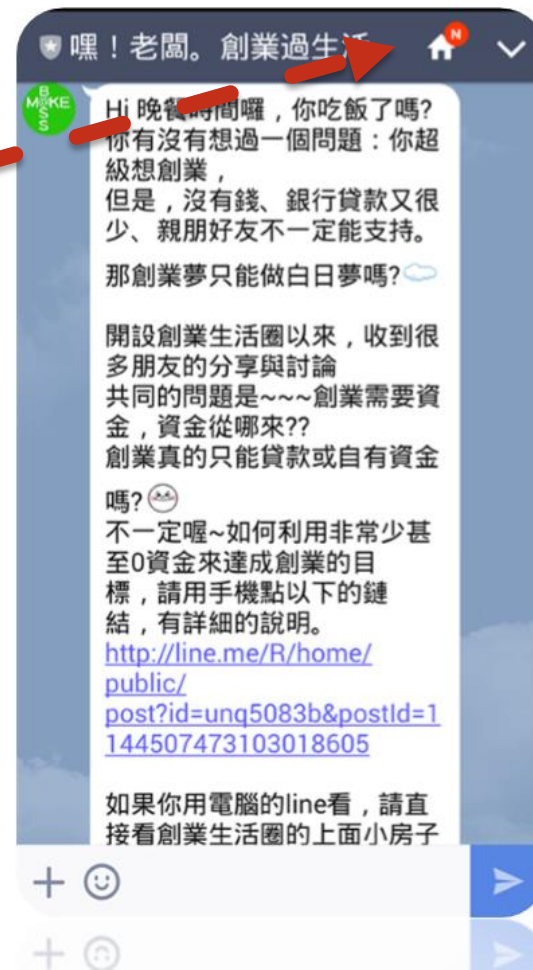 嘿！老闆。創業過生活
N
BOSS
MAKE
Hi 晚餐時間囉，你吃飯了嗎?
你有沒有想過一個問題：你超
級想創業，
但是，沒有錢、銀行貸款又很
少、親朋好友不一定能支持。
那創業夢只能做白日夢嗎?
開設創業生活圈以來，收到很
多朋友的分享與討論
共同的問題是~~~創業需要資
金，資金從哪來??
創業真的只能貸款或自有資金
嗎?
不一定喔~如何利用非常少甚
至0資金來達成創業的目
標，請用手機點以下的鏈
結，有詳細的說明。
http://line.me/R/home/
public/
post?id=unq5083b&postId=1
144507473103018605
如果你用電腦的line看，請直
接看創業生活圈的上面小房子